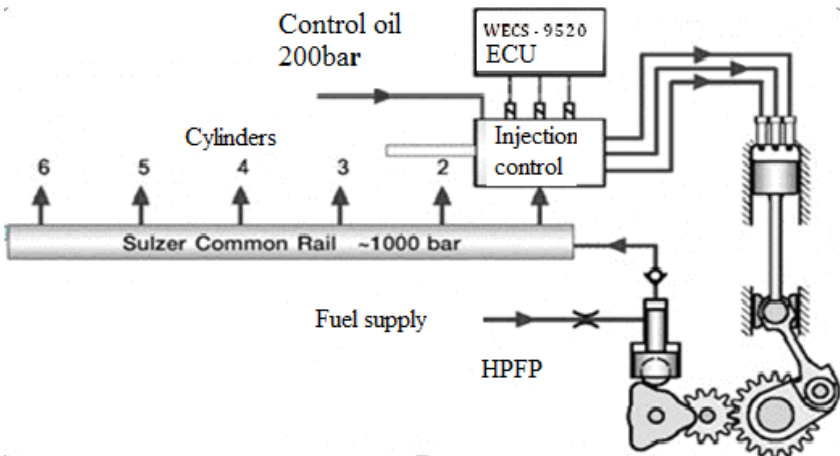 Control oil
200bar
WECS - 9520
ECU
Cylinders
Injection
control
6 5 4 3 2
Sulzer Common Rail ~1000 bar
Fuel supply
HPFP